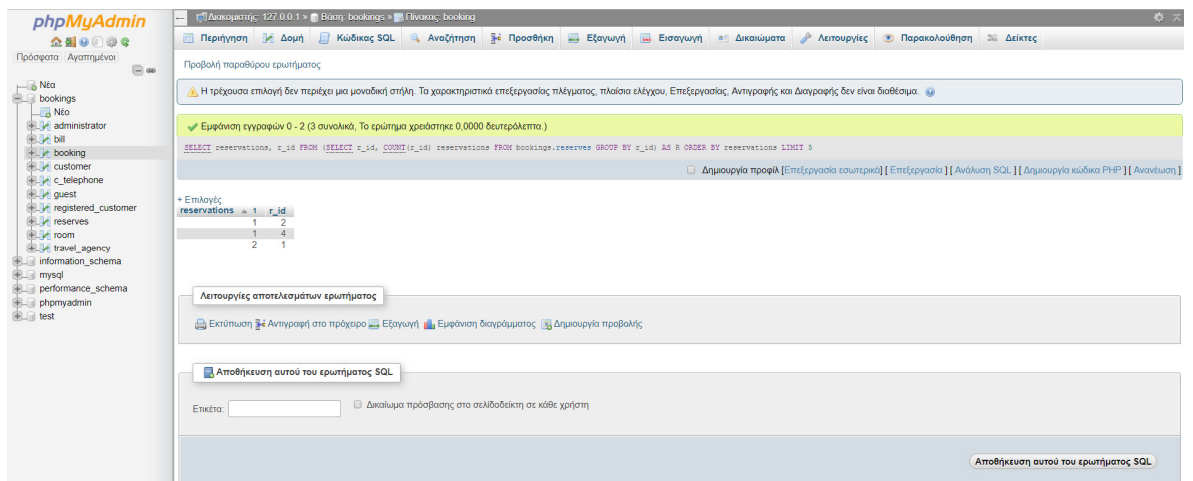 phpMyAdmin
Πρόσφατα Αγαπημένοι
Νέα
bookings
Νέο
administrator
bill
booking
customer
c_telephone
guest
registered_customer
reserves
room
travel_agency
information_schema
mysql
performance_schema
phpmyadmin
test
Διακομιστής: 127.0.0.1 » Βάση: bookings » Πίνακας: booking
Περιήγηση Δομή Κώδικας SQL Αναζήτηση Προσθήκη Εξαγωγή Εισαγωγή Δικαιώματα Λειτουργίες Παρακολούθηση Δείκτες
Προβολή παραθύρου ερωτήματος
Η τρέχουσα επιλογή δεν περιέχει μια μοναδική στήλη. Τα χαρακτηριστικά επεξεργασίας πλέγματος, πλαίσια ελέγχου, Επεξεργασίας, Αντιγραφής και Διαγραφής δεν είναι διαθέσιμα.
Εμφάνιση εγγραφών 0 - 2 (3 συνολικά, Το ερώτημα χρειάστηκε 0,0000 δευτερόλεπτα.)
SELECT reservations, r_id FROM (SELECT r_id, COUNT(r_id) reservations FROM bookings.reserves GROUP BY r_id) AS R ORDER BY reservations LIMIT 5
Δημιουργία προφίλ [Επεξεργασία εσωτερικά] [ Επεξεργασία ] [ Ανάλυση SQL ] [ Δημιουργία κώδικα PHP ] [ Ανανέωση ]
+ Επιλογές
reservations 1 r_id
1 2
1 4
2 1
Λειτουργίες αποτελεσμάτων ερωτήματος
Εκτύπωση Αντιγραφή στο πρόχειρο Εξαγωγή Εμφάνιση διαγράμματος Δημιουργία προβολής
Αποθήκευση αυτού του ερωτήματος SQL
Ετικέτα: Δικαίωμα πρόσβασης στο σελιδοδείκτη σε κάθε χρήστη
Αποθήκευση αυτού του ερωτήματος SQL